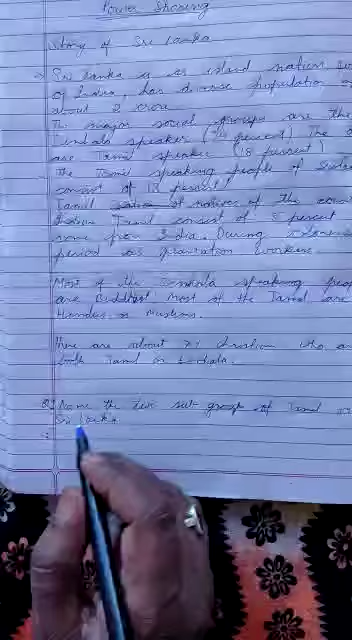 Power Sharing
Story of Sri Lanka
→ Sri Lanka is as island nation
of India, has diverse population
about 2 crore
The major social groups are the
speaker (74 percent) The
are Tamil speaker (18 percent)
The Tamil speaking people of
consist of 13 percent
Tamil natives of the
Indian Tamil consist of 5 percent
came from India. During
period as plantation workers.
Most of the Sinhala speaking
are Buddhist. Most of the Tamil are
Hindus or Muslims.
There are about 7% christian who
both Tamil or Sinhala.
Q1 Name the two sub group of Tamil
Sri Lanka